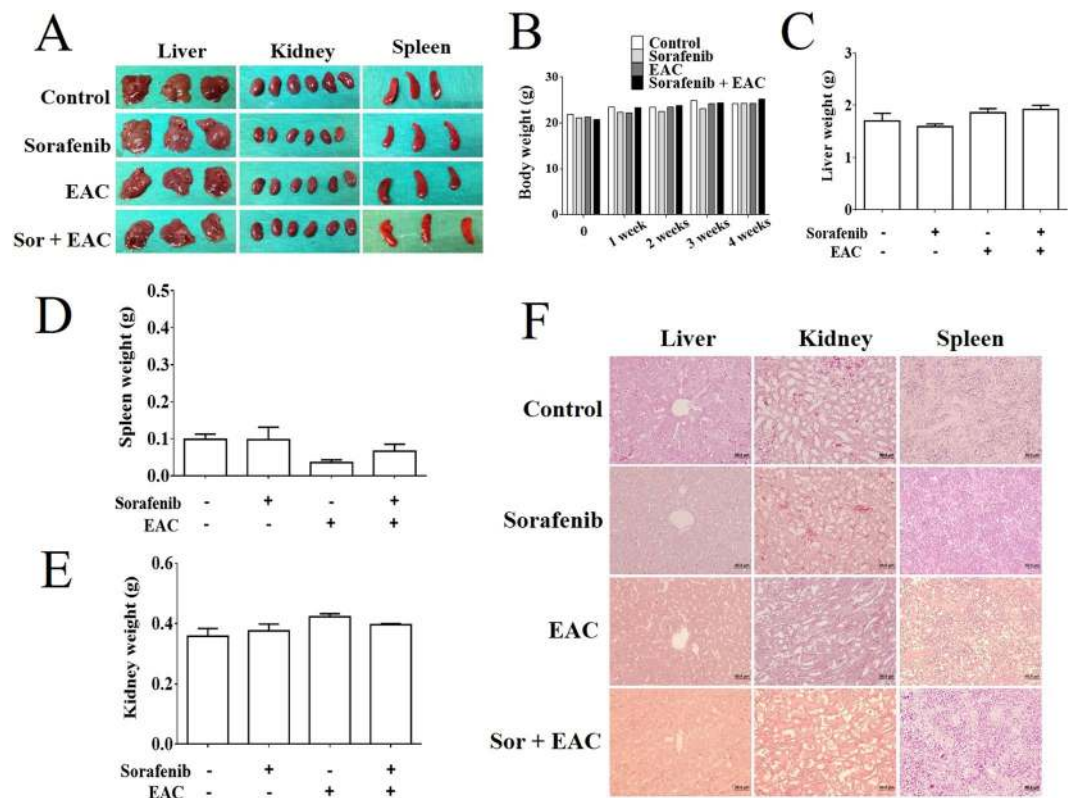 A
Liver Kidney Spleen
Control
Sorafenib
EAC
Sor + EAC
B
Control
Sorafenib
EAC
Sorafenib + EAC
Body weight (g)
30
20
10
0
0 1 week 2 weeks 3 weeks 4 weeks
C
Liver weight (g)
3
2
1
0
Sorafenib - + - +
EAC - - + +
D
Spleen weight (g)
0.5
0.4
0.3
0.2
0.1
0.0
Sorafenib - + - +
EAC - - + +
E
Kidney weight (g)
0.6
0.4
0.2
0.0
Sorafenib - + - +
EAC - - + +
F
Liver Kidney Spleen
Control
Sorafenib
EAC
Sor + EAC